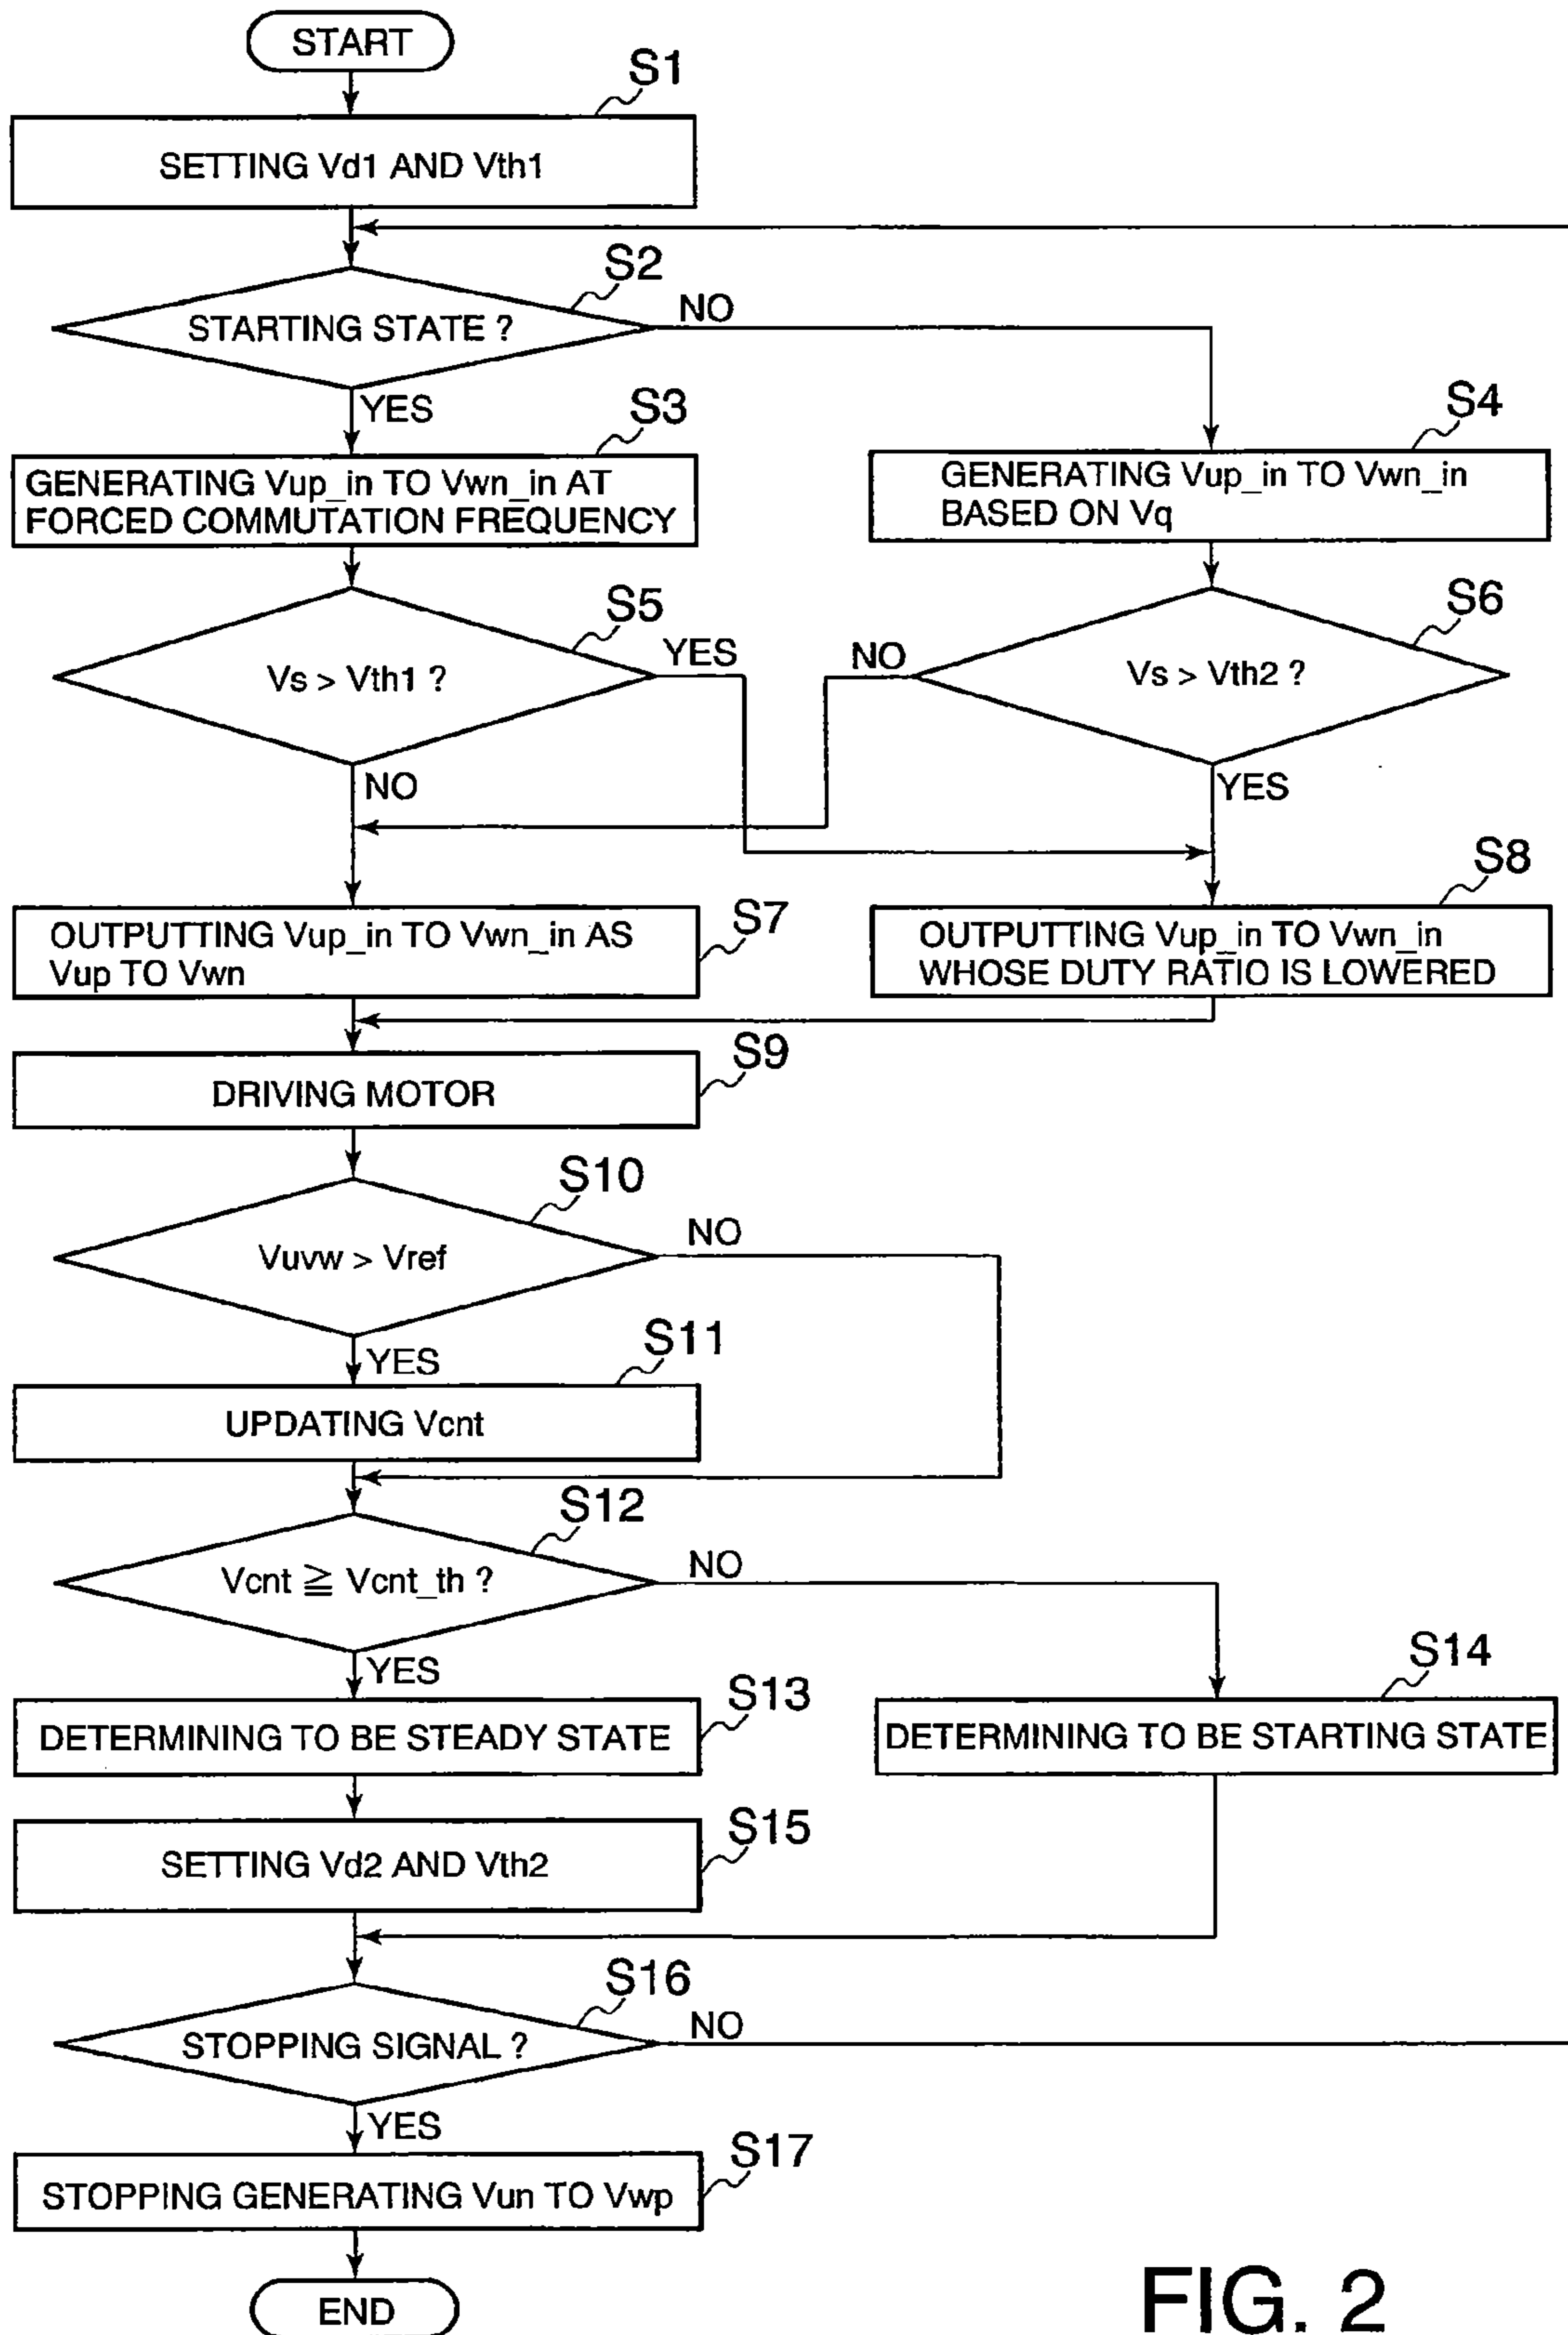 START
S1
SETTING Vd1 AND Vth1
S2
STARTING STATE ?
NO
YES
S3
GENERATING Vup_in TO Vwn_in AT
FORCED COMMUTATION FREQUENCY
S4
GENERATING Vup_in TO Vwn_in
BASED ON Vq
S5
Vs > Vth1 ?
YES
NO
S6
Vs > Vth2 ?
NO
YES
S7
OUTPUTTING Vup_in TO Vwn_in AS
Vup TO Vwn
S8
OUTPUTTING Vup_in TO Vwn_in
WHOSE DUTY RATIO IS LOWERED
S9
DRIVING MOTOR
S10
Vuvw > Vref
NO
YES
S11
UPDATING Vcnt
S12
Vcnt ≧ Vcnt_th ?
NO
YES
S13
DETERMINING TO BE STEADY STATE
S14
DETERMINING TO BE STARTING STATE
S15
SETTING Vd2 AND Vth2
S16
STOPPING SIGNAL ?
NO
YES
S17
STOPPING GENERATING Vun TO Vwp
END
FIG. 2